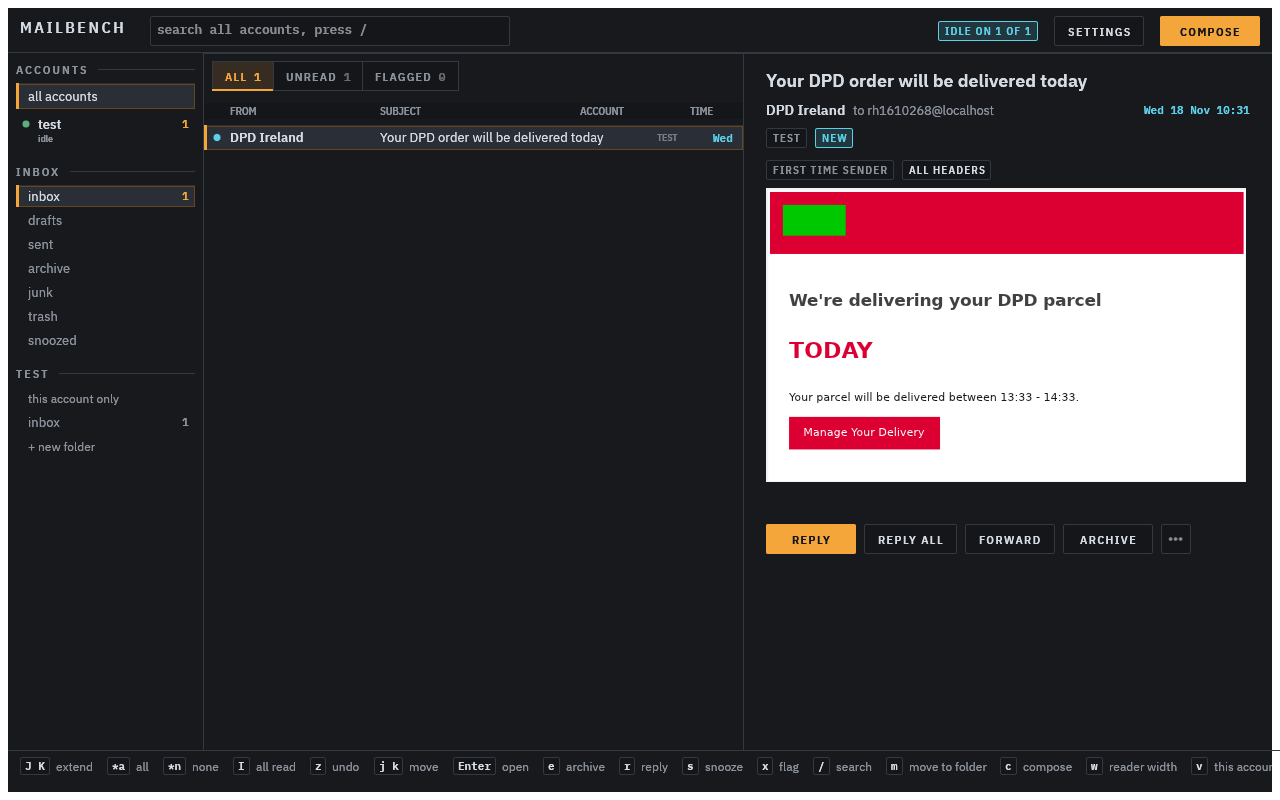 MAILBENCH
search all accounts, press /
IDLE ON 1 OF 1
SETTINGS
COMPOSE
ACCOUNTS
all accounts
test 1
idle
INBOX
inbox 1
drafts
sent
archive
junk
trash
snoozed
TEST
this account only
inbox 1
+ new folder
ALL 1
UNREAD 1
FLAGGED 0
FROM SUBJECT ACCOUNT TIME
DPD Ireland Your DPD order will be delivered today TEST Wed
Your DPD order will be delivered today
DPD Ireland to rh1610268@localhost Wed 18 Nov 10:31
TEST NEW
FIRST TIME SENDER ALL HEADERS
We're delivering your DPD parcel
TODAY
Your parcel will be delivered between 13:33 - 14:33.
Manage Your Delivery
REPLY REPLY ALL FORWARD ARCHIVE •••
J K extend *a all *n none I all read z undo j k move Enter open e archive r reply s snooze x flag / search m move to folder c compose w reader width v this accour